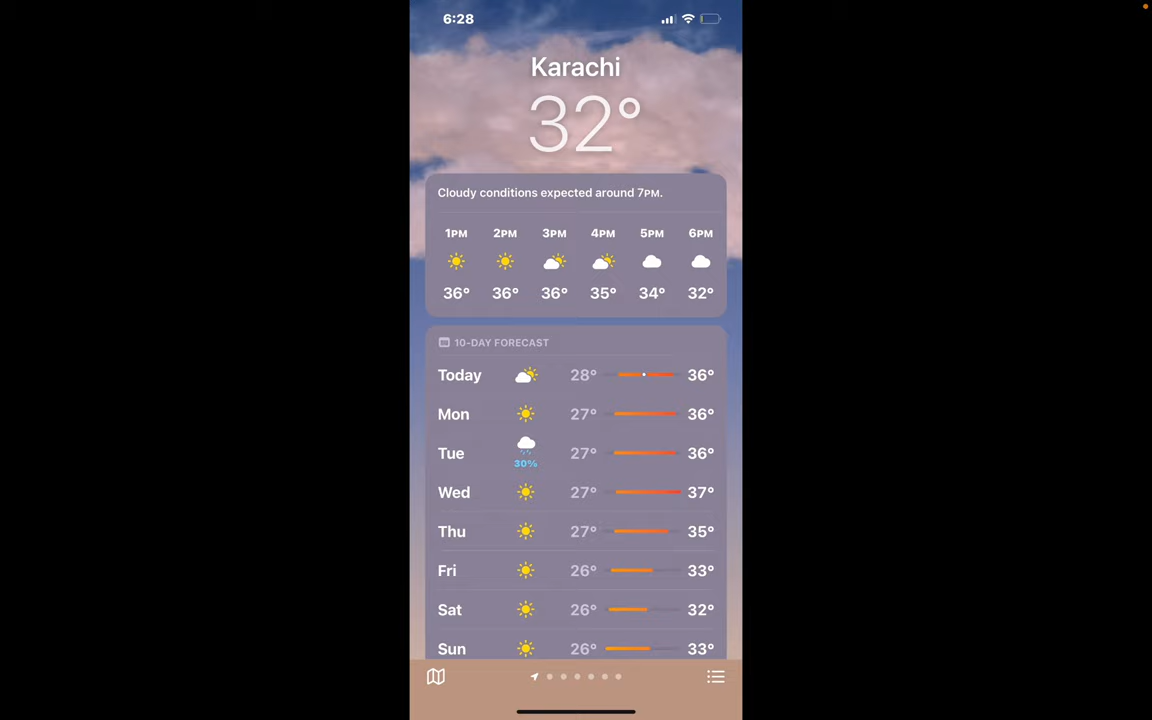 6:28
Karachi
32°
Cloudy conditions expected around 7PM.
1PM 2PM 3PM 4PM 5PM 6PM
36° 36° 36° 35° 34° 32°
10-DAY FORECAST
Today 28° 36°
Mon 27° 36°
Tue 30% 27° 36°
Wed 27° 37°
Thu 27° 35°
Fri 26° 33°
Sat 26° 32°
Sun 26° 33°